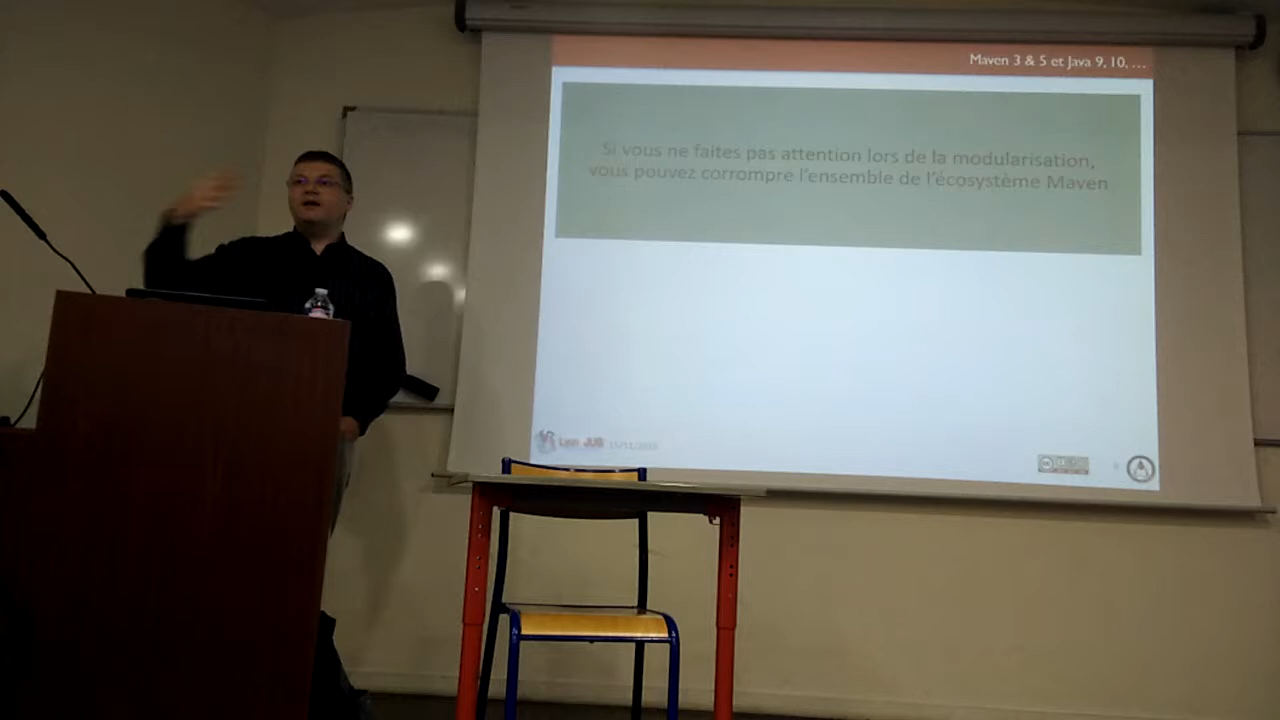 Maven 3 & 5 et Java 9, 10, ...
Si vous ne faites pas attention lors de la modularisation,
vous pouvez corrompre l'ensemble de l'écosystème Maven
JUG